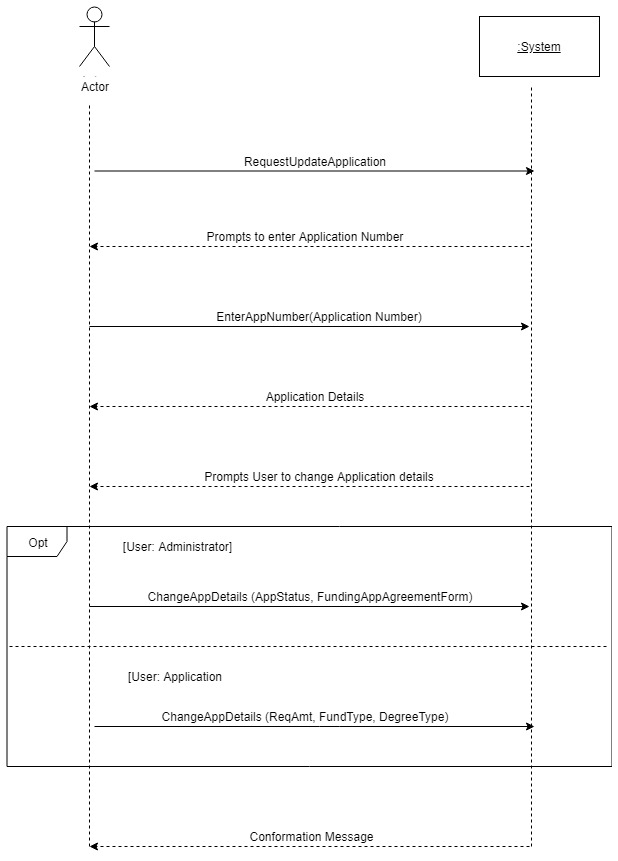 Actor
:System
RequestUpdateApplication
Prompts to enter Application Number
EnterAppNumber(Application Number)
Application Details
Prompts User to change Application details
Opt
[User: Administrator]
ChangeAppDetails (AppStatus, FundingAppAgreementForm)
[User: Application
ChangeAppDetails (ReqAmt, FundType, DegreeType)
Conformation Message